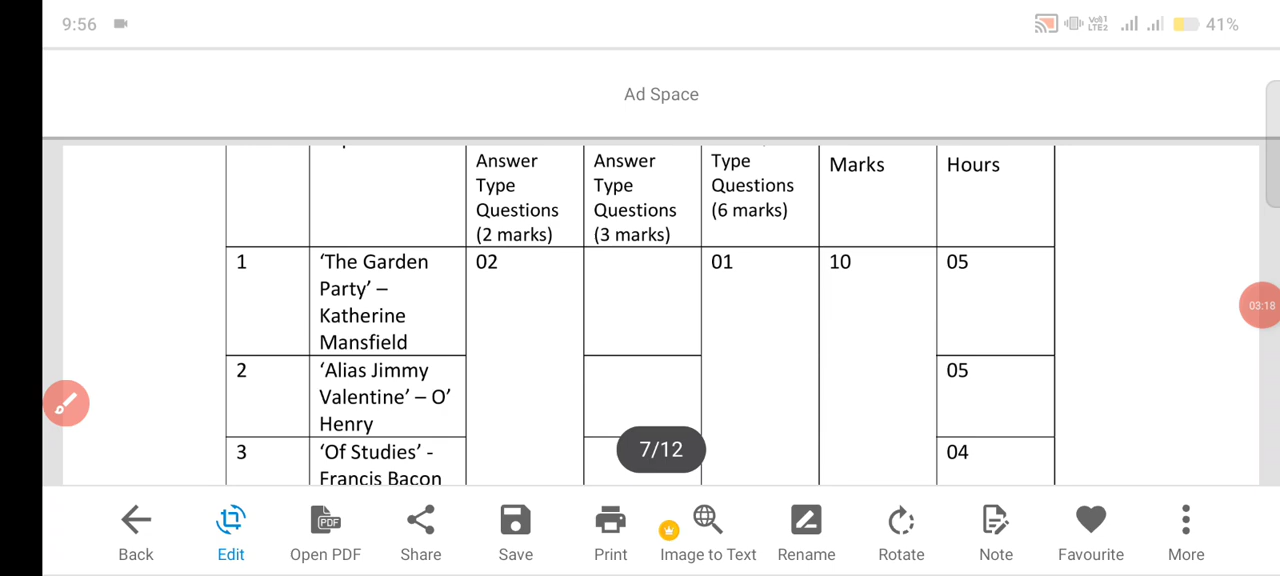 9:56
Vo)1
LTE2
41%
Ad Space
Answer
Type
Questions
(2 marks)
Answer
Type
Questions
(3 marks)
Type
Questions
(6 marks)
Marks
Hours
1
‘The Garden
Party’ –
Katherine
Mansfield
02
01
10
05
2
‘Alias Jimmy
Valentine’ – O’
Henry
05
3
‘Of Studies’ -
Francis Bacon
04
7/12
03:18
Back
Edit
PDF
Open PDF
Share
Save
Print
Image to Text
Rename
Rotate
Note
Favourite
More